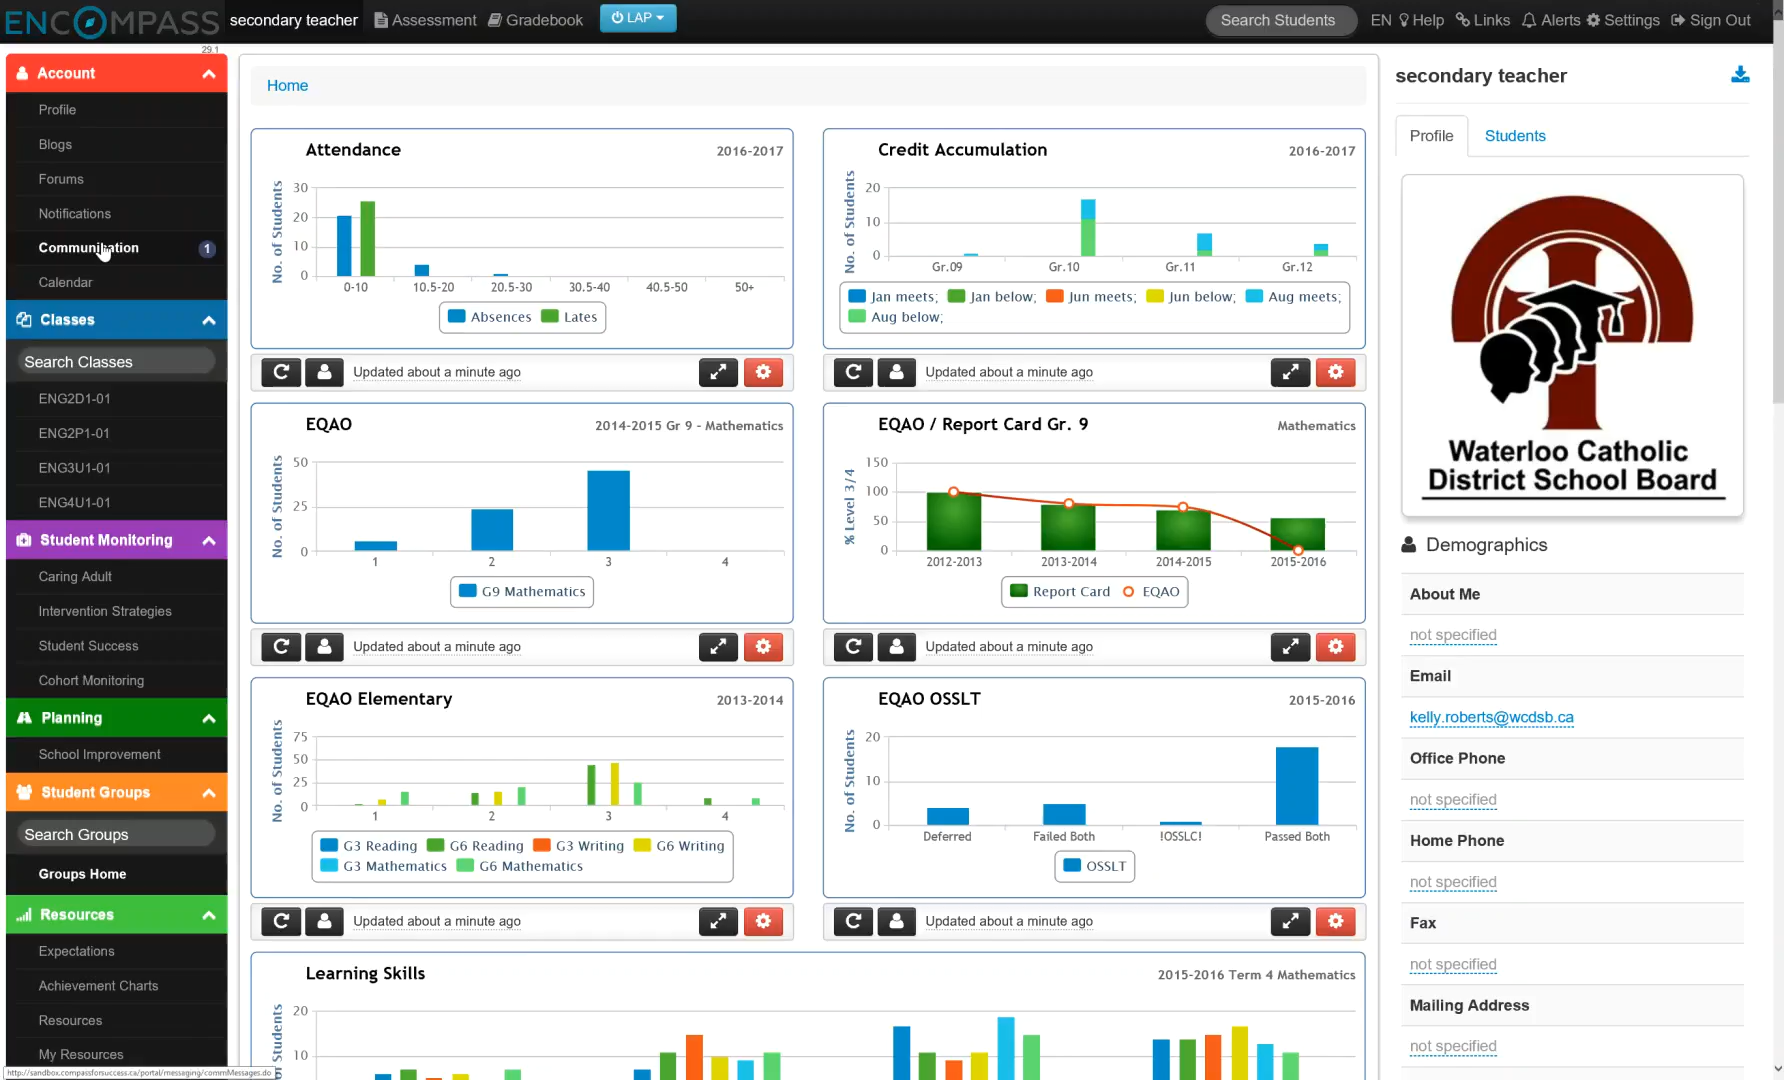 ENCOMPASS
secondary teacher
Assessment
Gradebook
LAP
Search Students
EN
Help
Links
Alerts
Settings
Sign Out
29.1
Account
Profile
Blogs
Forums
Notifications
Communication 1
Calendar
Classes
Search Classes
ENG2D1-01
ENG2P1-01
ENG3U1-01
ENG4U1-01
Student Monitoring
Caring Adult
Intervention Strategies
Student Success
Cohort Monitoring
Planning
School Improvement
Student Groups
Search Groups
Groups Home
Resources
Expectations
Achievement Charts
Resources
My Resources
http://sandbox.compassforsuccess.ca/portal/messaging/commMessages.do
Home
Attendance 2016-2017
No. of Students
30
20
10
0
0-10 10.5-20 20.5-30 30.5-40 40.5-50 50+
Absences Lates
Updated about a minute ago
Credit Accumulation 2016-2017
No. of Students
20
10
0
Gr.09 Gr.10 Gr.11 Gr.12
Jan meets; Jan below; Jun meets; Jun below; Aug meets;
Aug below;
Updated about a minute ago
EQAO 2014-2015 Gr 9 - Mathematics
No. of Students
50
25
0
1 2 3 4
G9 Mathematics
Updated about a minute ago
EQAO / Report Card Gr. 9 Mathematics
% Level 3/4
150
100
50
0
2012-2013 2013-2014 2014-2015 2015-2016
Report Card EQAO
Updated about a minute ago
EQAO Elementary 2013-2014
No. of Students
75
50
25
0
1 2 3 4
G3 Reading G6 Reading G3 Writing G6 Writing
G3 Mathematics G6 Mathematics
Updated about a minute ago
EQAO OSSLT 2015-2016
No. of Students
20
10
0
Deferred Failed Both !OSSLC! Passed Both
OSSLT
Updated about a minute ago
Learning Skills 2015-2016 Term 4 Mathematics
of Students
20
10
secondary teacher
Profile Students
Waterloo Catholic
District School Board
Demographics
About Me
not specified
Email
kelly.roberts@wcdsb.ca
Office Phone
not specified
Home Phone
not specified
Fax
not specified
Mailing Address
not specified